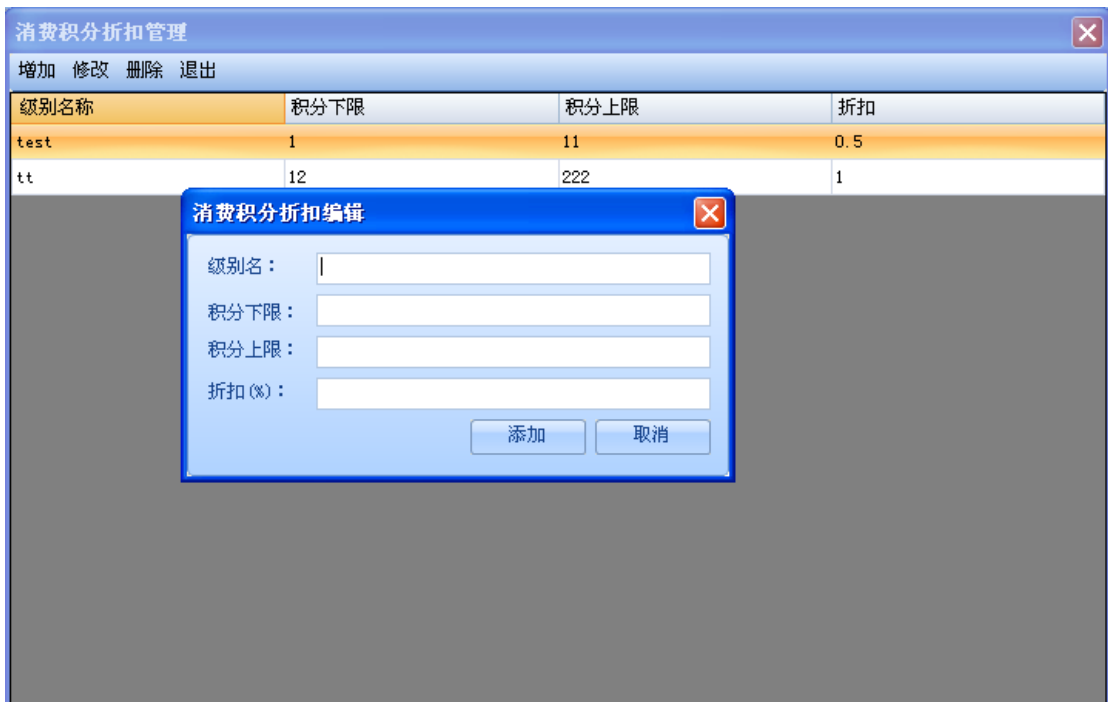 消费积分折扣管理
增加 修改 删除 退出
级别名称 积分下限 积分上限 折扣
test 1 11 0.5
tt 12 222 1
消费积分折扣编辑
级别名：
积分下限：
积分上限：
折扣(%)：
添加 取消